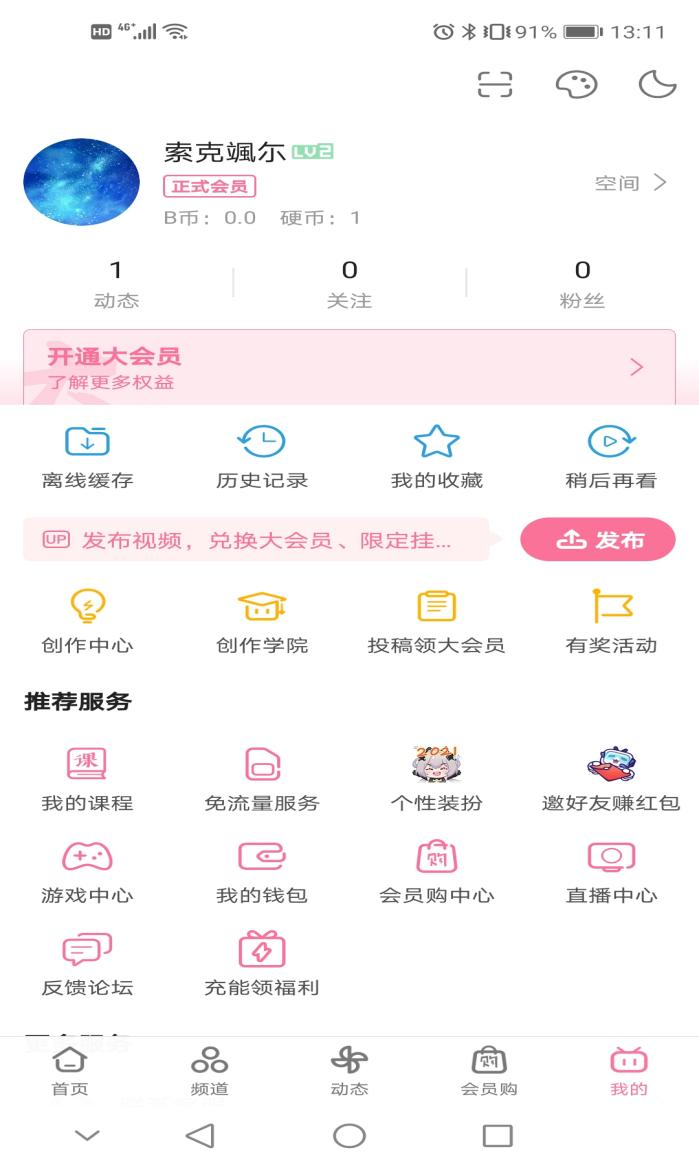 HD 4G+ 91% 13:11
索克飒尔 LV2
正式会员
空间
B币：0.0 硬币：1
1 0 0
动态 关注 粉丝
开通大会员
了解更多权益
离线缓存 历史记录 我的收藏 稍后再看
UP 发布视频，兑换大会员、限定挂... 发布
创作中心 创作学院 投稿领大会员 有奖活动
推荐服务
课 2021
我的课程 免流量服务 个性装扮 邀好友赚红包
购
游戏中心 我的钱包 会员购中心 直播中心
反馈论坛 充能领福利
购
首页 频道 动态 会员购 我的